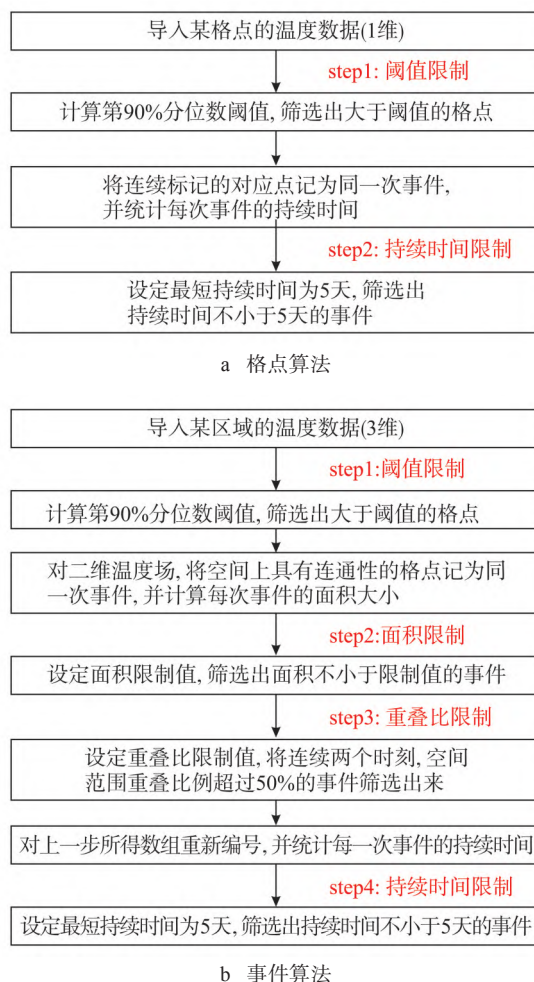 导入某格点的温度数据(1维)
step1: 阈值限制
计算第90%分位数阈值, 筛选出大于阈值的格点
将连续标记的对应点记为同一次事件,
并统计每次事件的持续时间
step2: 持续时间限制
设定最短持续时间为5天, 筛选出
持续时间不小于5天的事件
a 格点算法
导入某区域的温度数据(3维)
step1:阈值限制
计算第90%分位数阈值, 筛选出大于阈值的格点
对二维温度场, 将空间上具有连通性的格点记为同
一次事件, 并计算每次事件的面积大小
step2:面积限制
设定面积限制值, 筛选出面积不小于限制值的事件
step3: 重叠比限制
设定重叠比限制值, 将连续两个时刻, 空间
范围重叠比例超过50%的事件筛选出来
对上一步所得数组重新编号, 并统计每一次事件的持续时间
step4: 持续时间限制
设定最短持续时间为5天, 筛选出持续时间不小于5天的事件
b 事件算法